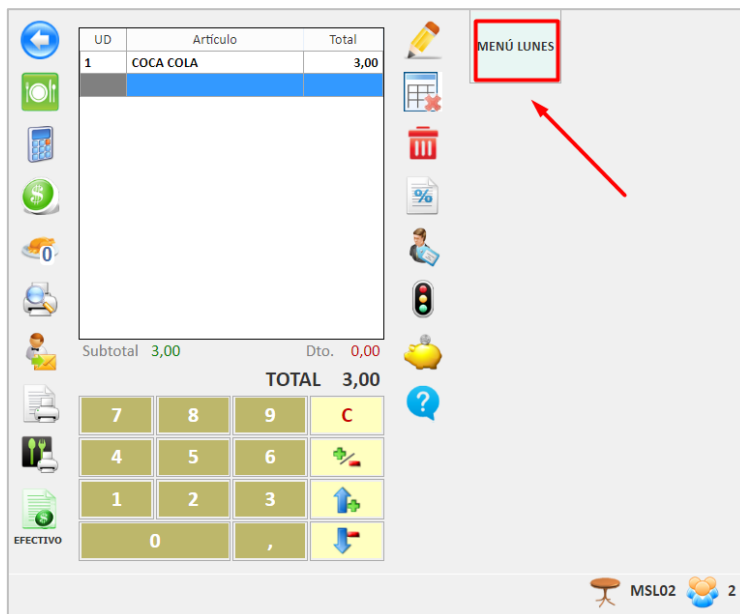 UD Artículo Total
1 COCA COLA 3,00
MENÚ LUNES
$
%
0
Subtotal 3,00 Dto. 0,00
TOTAL 3,00
?
7 8 9 C
4 5 6 +/-
1 2 3
0 ,
EFECTIVO
MSL02 2